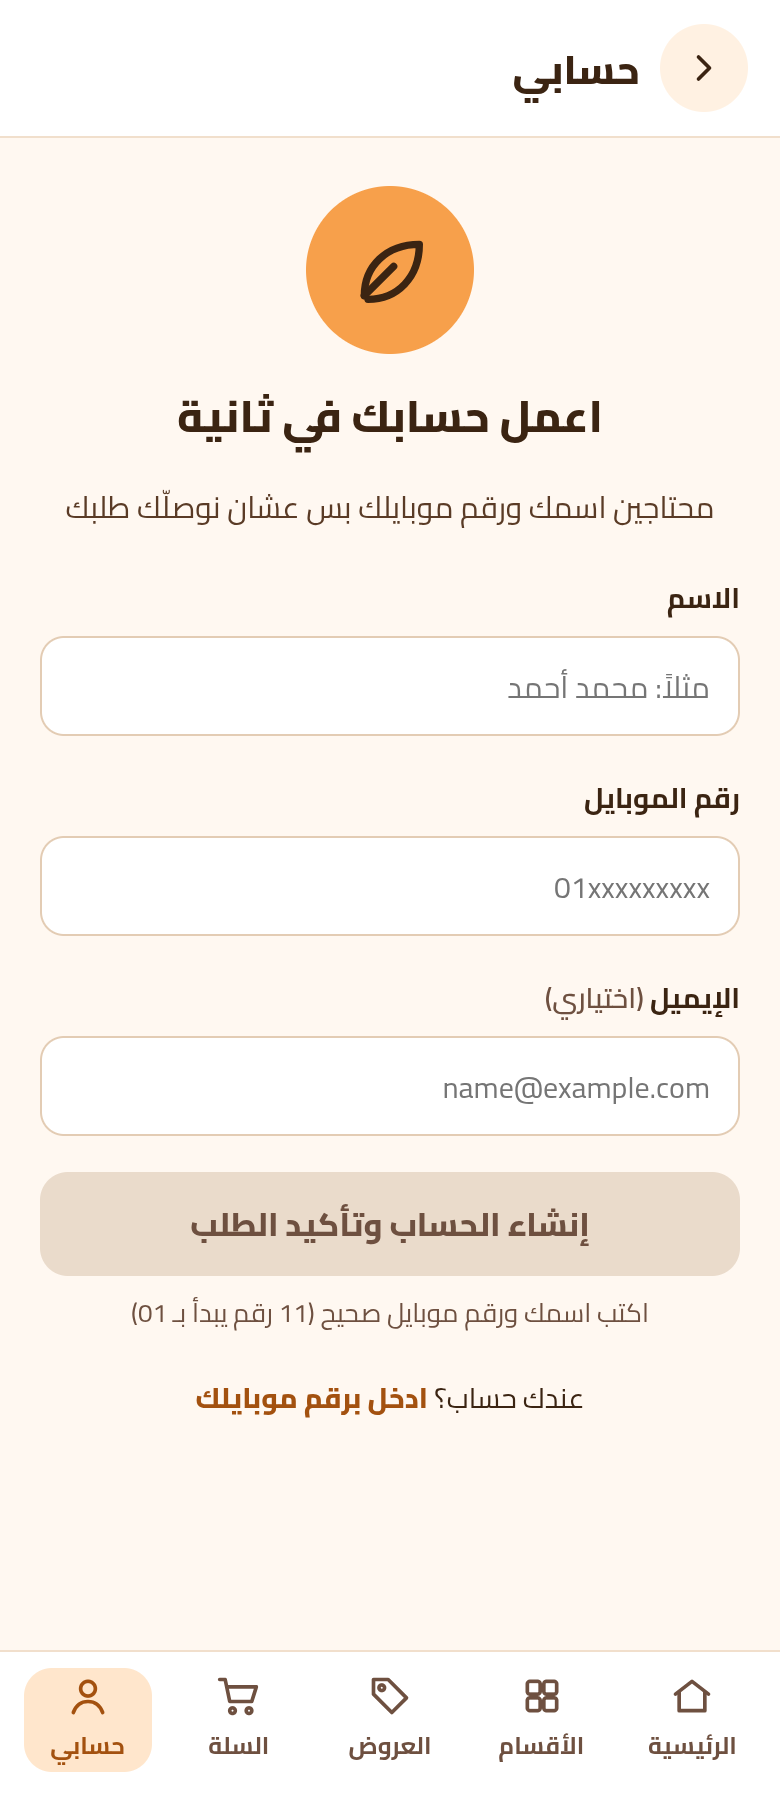 حسابي
اعمل حسابك في ثانية
محتاجين اسمك ورقم موبايلك بس عشان نوصلّك طلبك
الاسم
مثلاً: محمد أحمد
رقم الموبايل
01xxxxxxxxx
الإيميل (اختياري)
name@example.com
إنشاء الحساب وتأكيد الطلب
اكتب اسمك ورقم موبايل صحيح (11 رقم يبدأ بـ 01)
عندك حساب؟ ادخل برقم موبايلك
الرئيسية
الأقسام
العروض
السلة
حسابي